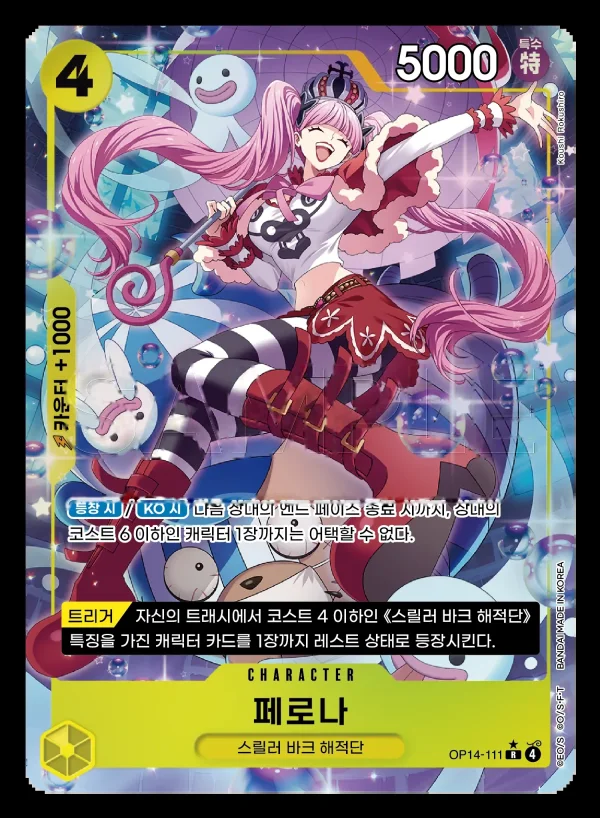 4
5000
특수
特
Koushi Rokushiro
카운터 +1000
등장 시 / KO 시 다음 상대의 엔드 페이즈 종료 시까지, 상대의
코스트 6 이하인 캐릭터 1장까지는 어택할 수 없다.
트리거 자신의 트래시에서 코스트 4 이하인 《스릴러 바크 해적단》
특징을 가진 캐릭터 카드를 1장까지 레스트 상태로 등장시킨다.
CHARACTER
페로나
스릴러 바크 해적단
OP14-111 ★ R 4
©EO/S ©O/S·F·T BANDAI MADE IN KOREA